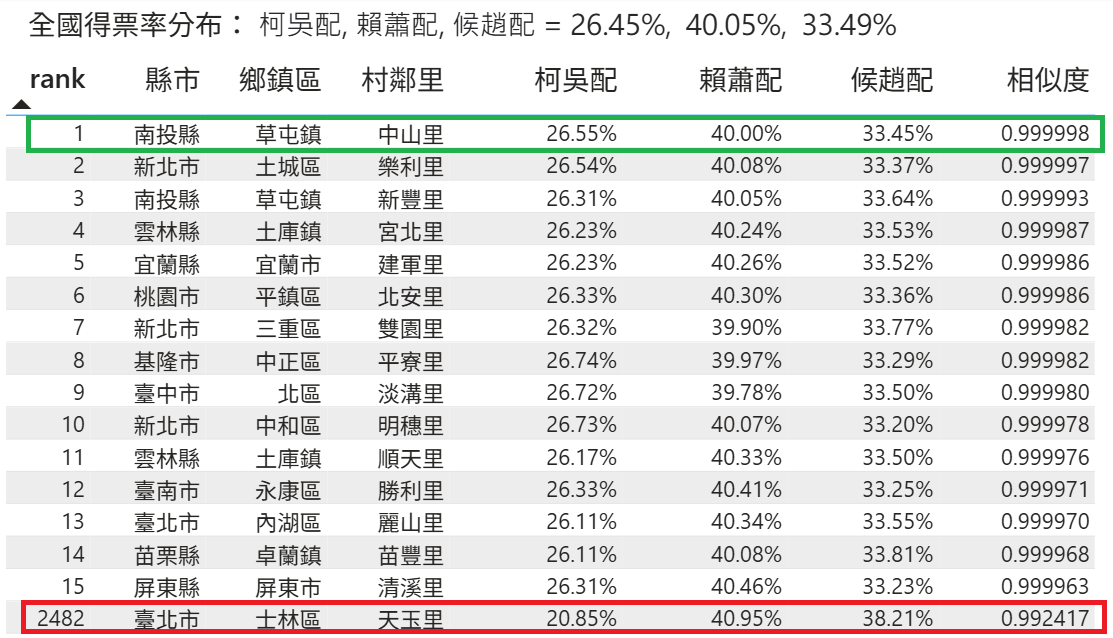 全國得票率分布： 柯吳配, 賴蕭配, 候趙配 = 26.45%, 40.05%, 33.49%
rank 縣市 鄉鎮區 村鄰里 柯吳配 賴蕭配 候趙配 相似度
1 南投縣 草屯鎮 中山里 26.55% 40.00% 33.45% 0.999998
2 新北市 土城區 樂利里 26.54% 40.08% 33.37% 0.999997
3 南投縣 草屯鎮 新豐里 26.31% 40.05% 33.64% 0.999993
4 雲林縣 土庫鎮 宮北里 26.23% 40.24% 33.53% 0.999987
5 宜蘭縣 宜蘭市 建軍里 26.23% 40.26% 33.52% 0.999986
6 桃園市 平鎮區 北安里 26.33% 40.30% 33.36% 0.999986
7 新北市 三重區 雙園里 26.32% 39.90% 33.77% 0.999982
8 基隆市 中正區 平寮里 26.74% 39.97% 33.29% 0.999982
9 臺中市 北區 淡溝里 26.72% 39.78% 33.50% 0.999980
10 新北市 中和區 明穗里 26.73% 40.07% 33.20% 0.999978
11 雲林縣 土庫鎮 順天里 26.17% 40.33% 33.50% 0.999976
12 臺南市 永康區 勝利里 26.33% 40.41% 33.25% 0.999971
13 臺北市 內湖區 麗山里 26.11% 40.34% 33.55% 0.999970
14 苗栗縣 卓蘭鎮 苗豐里 26.11% 40.08% 33.81% 0.999968
15 屏東縣 屏東市 清溪里 26.31% 40.46% 33.23% 0.999963
2482 臺北市 士林區 天玉里 20.85% 40.95% 38.21% 0.992417